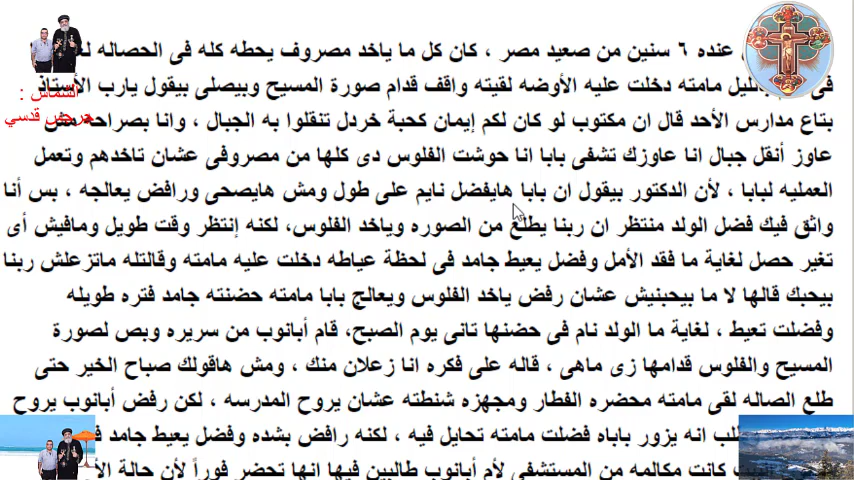 عنده ٦ سنين من صعيد مصر ، كان كل ما ياخد مصروف يحطه كله فى الحصاله
بالليل مامته دخلت عليه الأوضه لقيته واقف قدام صورة المسيح وبيصلى بيقول يارب الأستاذ
بتاع مدارس الأحد قال ان مكتوب لو كان لكم إيمان كحبة خردل تنقلوا به الجبال ، وانا بصراحه مش
عاوز أنقل جبال انا عاوزك تشفى بابا انا حوشت الفلوس دى كلها من مصروفى عشان تاخدهم وتعمل
العمليه لبابا ، لأن الدكتور بيقول ان بابا هايفضل نايم على طول ومش هايصحى ورافض يعالجه ، بس أنا
واثق فيك فضل الولد منتظر ان ربنا يطلع من الصوره وياخد الفلوس، لكنه إنتظر وقت طويل ومافيش أى
تغير حصل لغاية ما فقد الأمل وفضل يعيط جامد فى لحظة عياطه دخلت عليه مامته وقالتله ماتزعلش ربنا
بيحبك قالها لا ما بيحبنيش عشان رفض ياخد الفلوس ويعالج بابا مامته حضنته جامد فتره طويله
وفضلت تعيط ، لغاية ما الولد نام فى حضنها تانى يوم الصبح، قام أبانوب من سريره وبص لصورة
المسيح والفلوس قدامها زى ماهى ، قاله على فكره انا زعلان منك ، ومش هاقولك صباح الخير حتى
طلع الصاله لقى مامته محضره الفطار ومجهزه شنطته عشان يروح المدرسه ، لكن رفض أبانوب يروح
انه يزور باباه فضلت مامته تحايل فيه ، لكنه رافض بشده وفضل يعيط جامد
كانت مكالمه من المستشفى لأم أبانوب طالبين فيها انها تحضر فوراً لأن حالة
الشماس :
جرجس قدسي